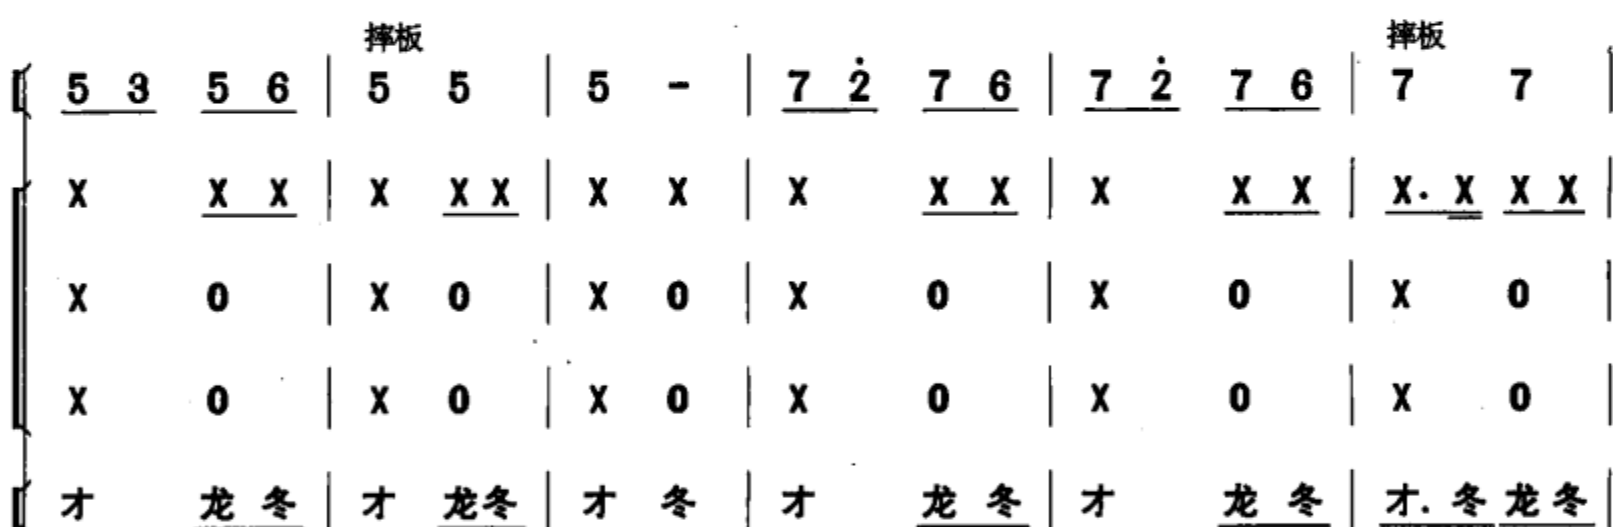 摔板 摔板
5 3 5 6 | 5 5 | 5 - | 7 2̇ 7 6 | 7 2̇ 7 6 | 7 7 |
X X X | X X X | X X | X X X | X X X | X. X X X |
X 0 | X 0 | X 0 | X 0 | X 0 | X 0 |
X 0 | X 0 | X 0 | X 0 | X 0 | X 0 |
才 龙 冬 | 才 龙冬 | 才 冬 | 才 龙 冬 | 才 龙 冬 | 才. 冬 龙 冬 |